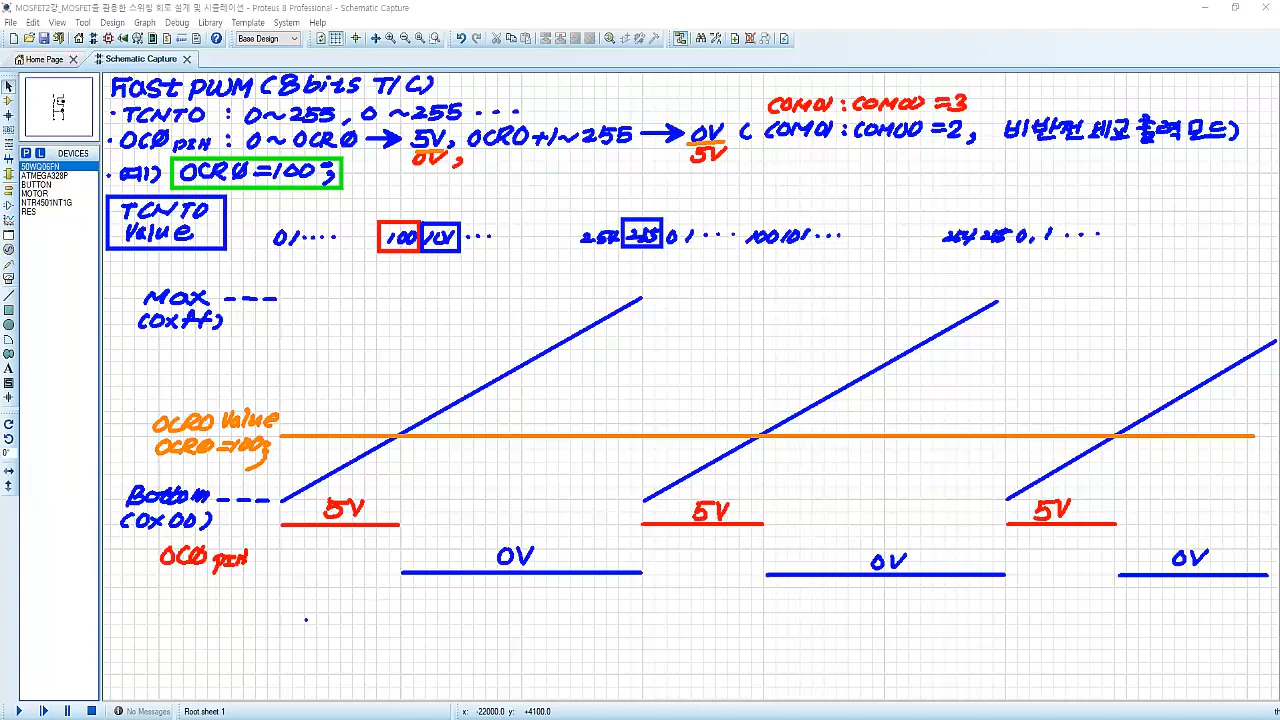 MOSFET2강_MOSFET을 활용한 스위칭 회로 설계 및 시뮬레이션 - Proteus 8 Professional - Schematic Capture
File Edit View Tool Design Graph Debug Library Template System Help
Base Design
Home Page Schematic Capture
Fast PWM (8bits T/C)
· TCNT0 : 0~255, 0~255 ···
COM01:COM00=3
· OC0 PIN : 0~OCR0 → 5V, OCR0+1~255 → 0V (COM01:COM00=2, 비반전 비교 출력 모드)
0V, 5V
· 예1) OCR0=100;
P L DEVICES
50WQ06FN
ATMEGA328P
BUTTON
MOTOR
NTR4501NT1G
RES
TCNT0
Value
01···· 100 101 ··· 254 255 0 1 ··· 100 101 ··· 254 255 0, 1 ···
MAX
(0xff)
OCR0 Value
OCR0=100;
Bottom
(0x00)
5V 5V 5V
OC0 PIN
0V 0V 0V
0°
No Messages Root sheet 1 x: -22000.0 y: +4100.0 th